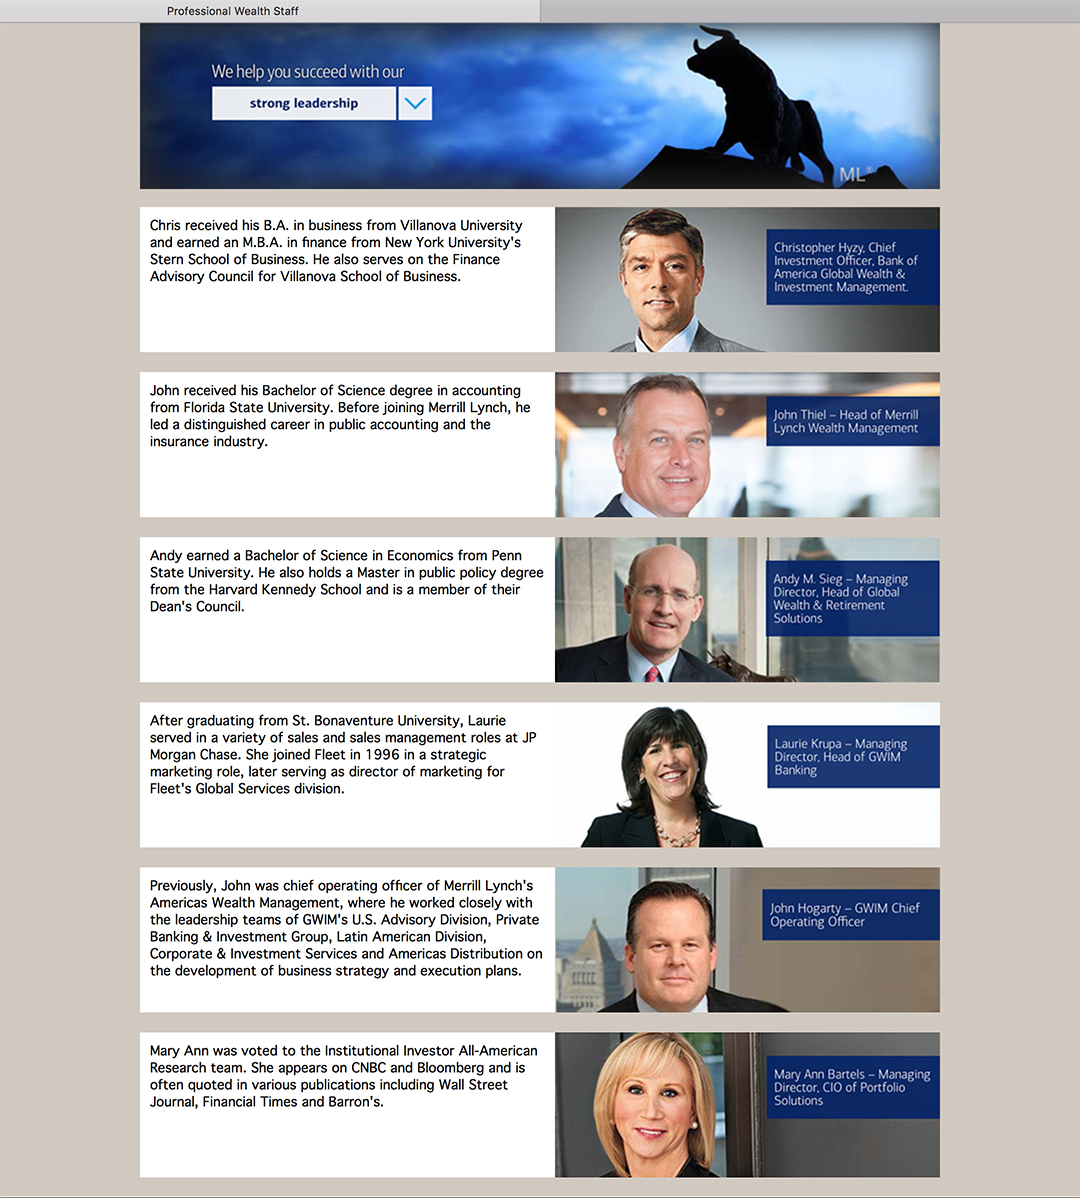 Professional Wealth Staff
We help you succeed with our
strong leadership
ML®
Chris received his B.A. in business from Villanova University
and earned an M.B.A. in finance from New York University's
Stern School of Business. He also serves on the Finance
Advisory Council for Villanova School of Business.
Christopher Hyzy, Chief
Investment Officer, Bank of
America Global Wealth &
Investment Management.
John received his Bachelor of Science degree in accounting
from Florida State University. Before joining Merrill Lynch, he
led a distinguished career in public accounting and the
insurance industry.
John Thiel – Head of Merrill
Lynch Wealth Management
Andy earned a Bachelor of Science in Economics from Penn
State University. He also holds a Master in public policy degree
from the Harvard Kennedy School and is a member of their
Dean's Council.
Andy M. Sieg – Managing
Director, Head of Global
Wealth & Retirement
Solutions
After graduating from St. Bonaventure University, Laurie
served in a variety of sales and sales management roles at JP
Morgan Chase. She joined Fleet in 1996 in a strategic
marketing role, later serving as director of marketing for
Fleet's Global Services division.
Laurie Krupa – Managing
Director, Head of GWIM
Banking
Previously, John was chief operating officer of Merrill Lynch's
Americas Wealth Management, where he worked closely with
the leadership teams of GWIM's U.S. Advisory Division, Private
Banking & Investment Group, Latin American Division,
Corporate & Investment Services and Americas Distribution on
the development of business strategy and execution plans.
John Hogarty – GWIM Chief
Operating Officer
Mary Ann was voted to the Institutional Investor All-American
Research team. She appears on CNBC and Bloomberg and is
often quoted in various publications including Wall Street
Journal, Financial Times and Barron's.
Mary Ann Bartels – Managing
Director, CIO of Portfolio
Solutions